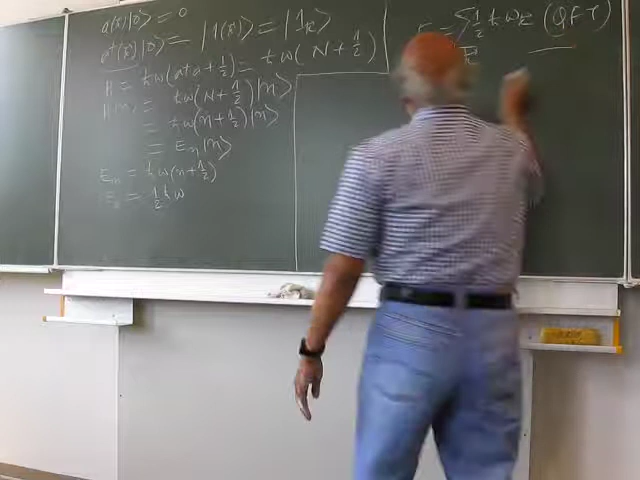 a(k)|0> = 0
a†(k)|0> = |1(k)> = |1_k>
H = ħω(a†a + 1/2) = ħω(N + 1/2)
H|n> = ħω(N + 1/2)|n>
= ħω(n + 1/2)|n>
= E_n|n>
E_n = ħω(n + 1/2)
E_0 = 1/2 ħω
= Σ 1/2 ħω_k (QFT)